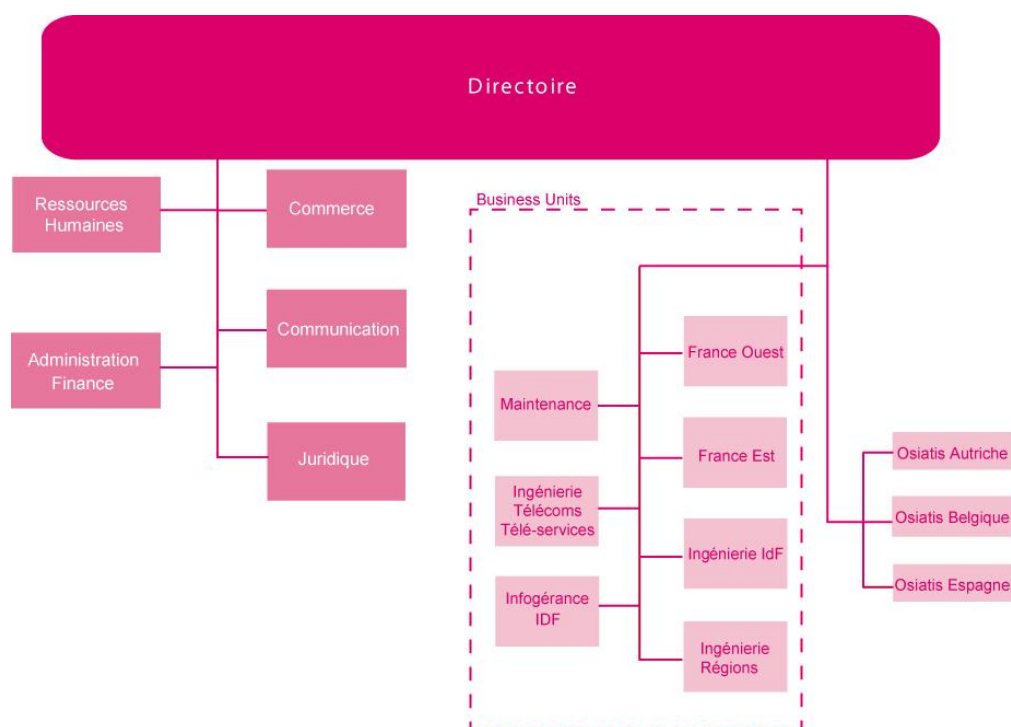 Directoire
Ressources
Humaines
Commerce
Administration
Finance
Communication
Juridique
Business Units
Maintenance
Ingénierie
Télécoms
Télé-services
Infogérance
IDF
France Ouest
France Est
Ingénierie IdF
Ingénierie
Régions
Osiatis Autriche
Osiatis Belgique
Osiatis Espagne